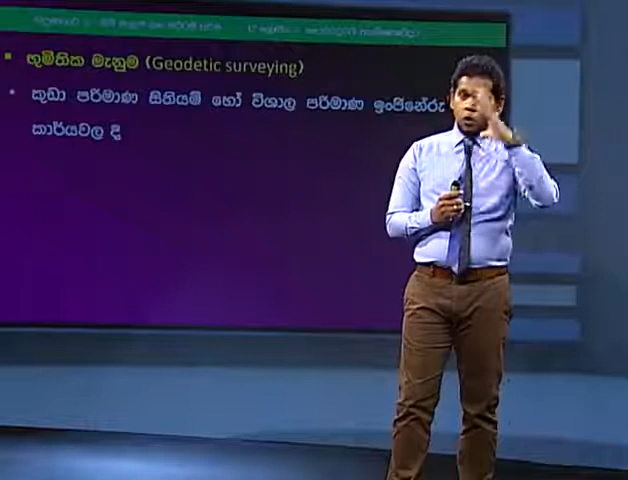 භූමිතික මැනුම (Geodetic surveying)
කුඩා පරිමාණ සිතියම් හෝ විශාල පරිමාණ ඉංජිනේරු
කාර්යවල දී